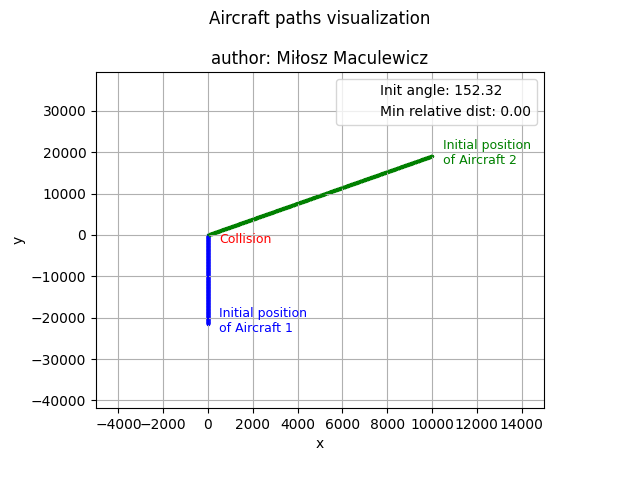 Aircraft paths visualization
author: Miłosz Maculewicz
Init angle: 152.32
Min relative dist: 0.00
30000
20000
10000
0
−10000
−20000
−30000
−40000
y
Initial position
of Aircraft 2
Collision
Initial position
of Aircraft 1
−4000 −2000 0 2000 4000 6000 8000 10000 12000 14000
x